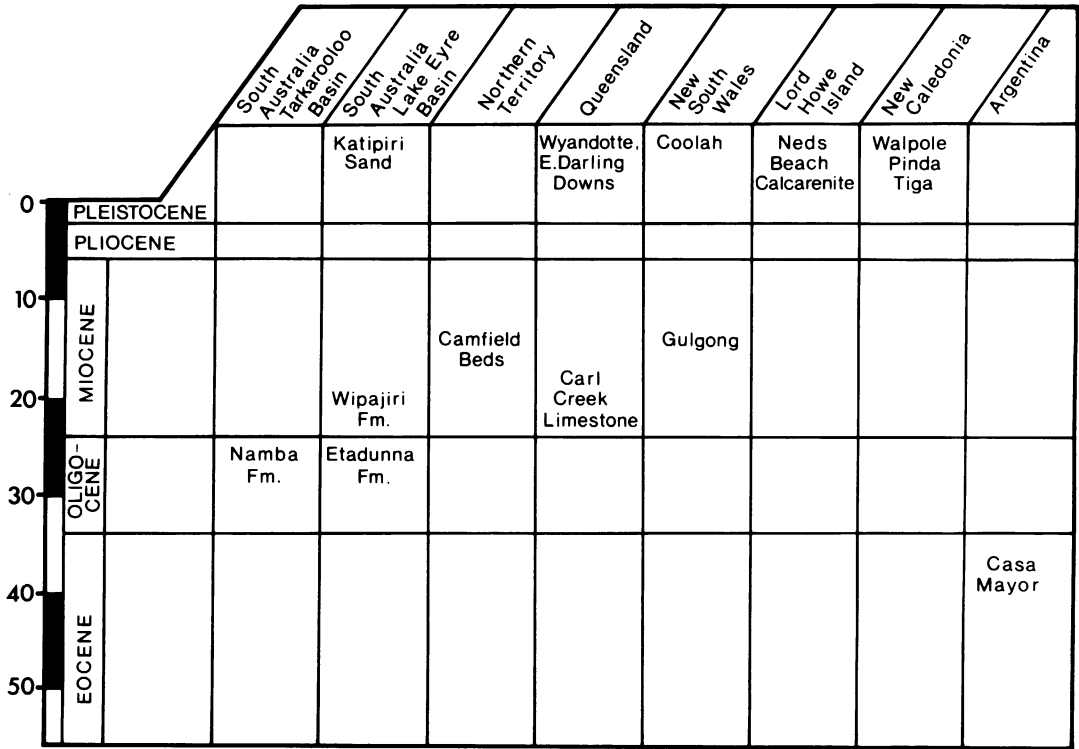 South
Australia
Tarkarooloo
Basin
South
Australia
Lake Eyre
Basin
Northern
Territory
Queensland
New
South
Wales
Lord
Howe
Island
New
Caledonia
Argentina
Katipiri
Sand
Wyandotte,
E.Darling
Downs
Coolah
Neds
Beach
Calcarenite
Walpole
Pinda
Tiga
0
PLEISTOCENE
PLIOCENE
10
MIOCENE
Camfield
Beds
Gulgong
Carl
Creek
Limestone
20
Wipajiri
Fm.
OLIGO-
CENE
Namba
Fm.
Etadunna
Fm.
30
Casa
Mayor
40
EOCENE
50